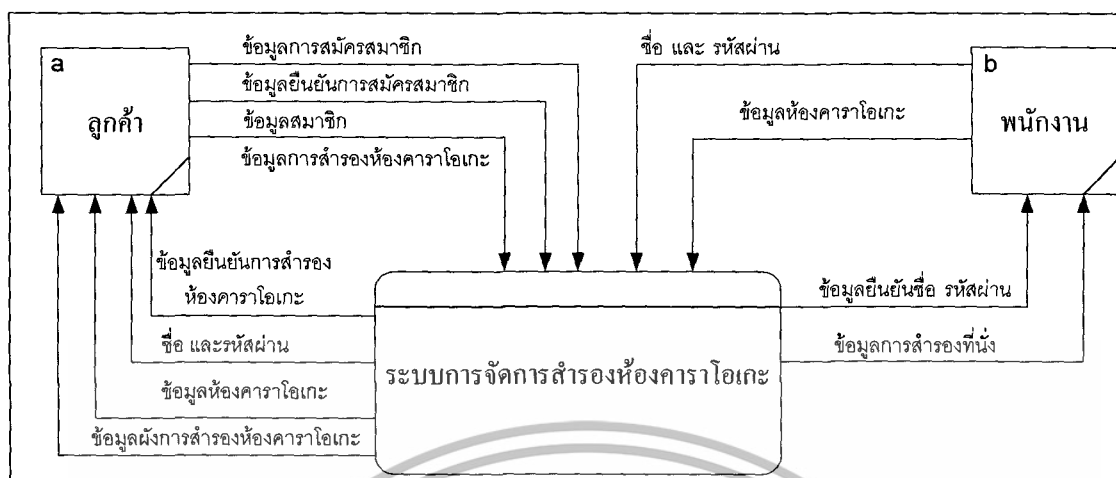 a
ลูกค้า
ข้อมูลการสมัครสมาชิก
ข้อมูลยืนยันการสมัครสมาชิก
ข้อมูลสมาชิก
ข้อมูลการสำรองห้องคาราโอเกะ
ชื่อ และ รหัสผ่าน
ข้อมูลห้องคาราโอเกะ
b
พนักงาน
ข้อมูลยืนยันการสำรอง
ห้องคาราโอเกะ
ชื่อ และรหัสผ่าน
ข้อมูลห้องคาราโอเกะ
ข้อมูลผังการสำรองห้องคาราโอเกะ
ระบบการจัดการสำรองห้องคาราโอเกะ
ข้อมูลยืนยันชื่อ รหัสผ่าน
ข้อมูลการสำรองที่นั่ง